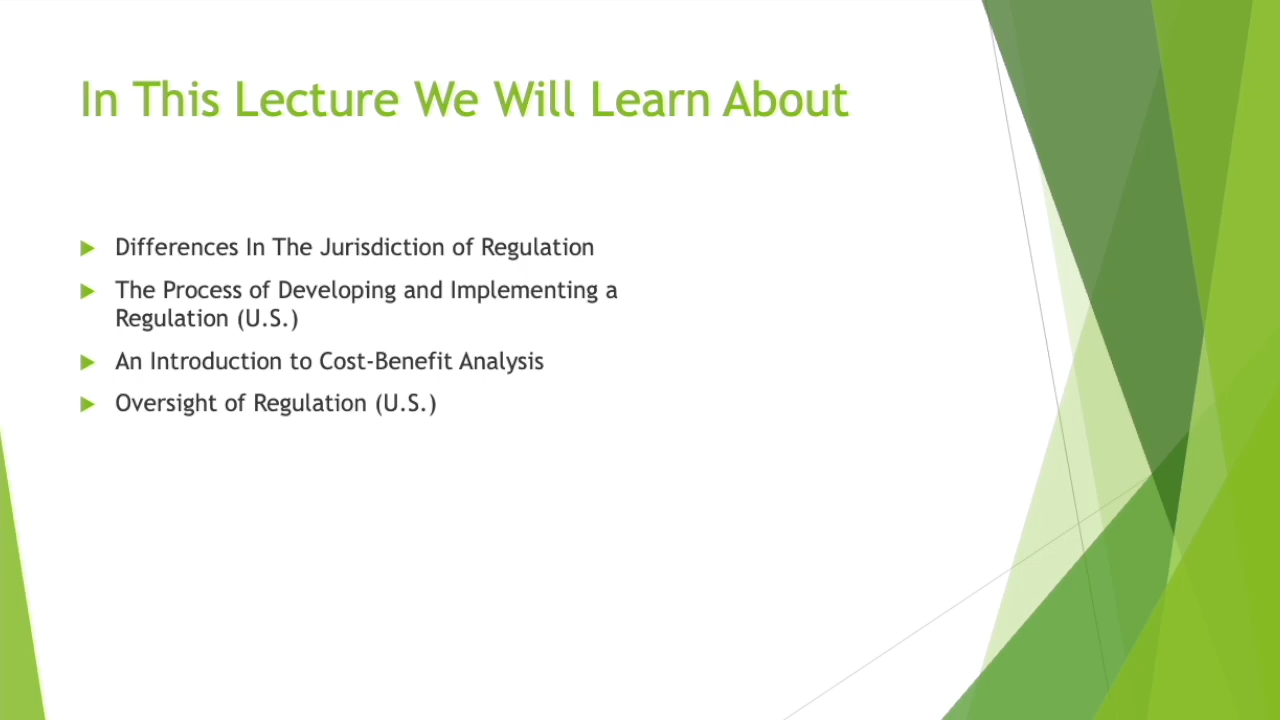 In This Lecture We Will Learn About
Differences In The Jurisdiction of Regulation
The Process of Developing and Implementing a
Regulation (U.S.)
An Introduction to Cost-Benefit Analysis
Oversight of Regulation (U.S.)